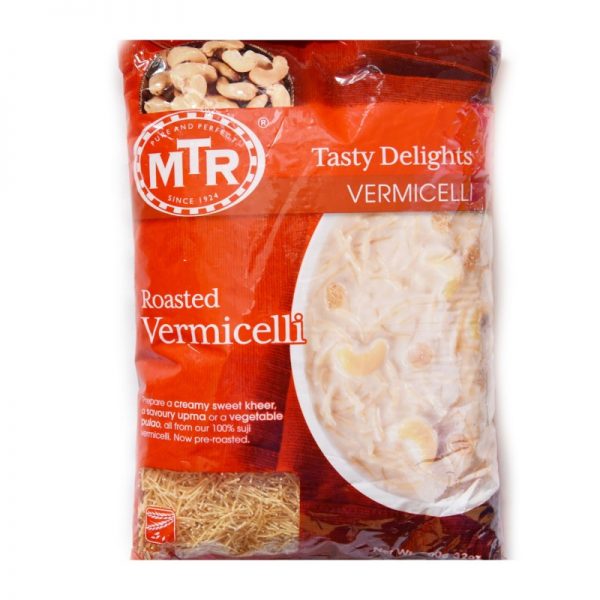 PURE AND PERFECT
MTR
®
SINCE 1924
Tasty Delights
VERMICELLI
Roasted
Vermicelli
Prepare a creamy sweet kheer,
a savoury upma or a vegetable
pulao, all from our 100% suji
vermicelli. Now pre-roasted.
Net W